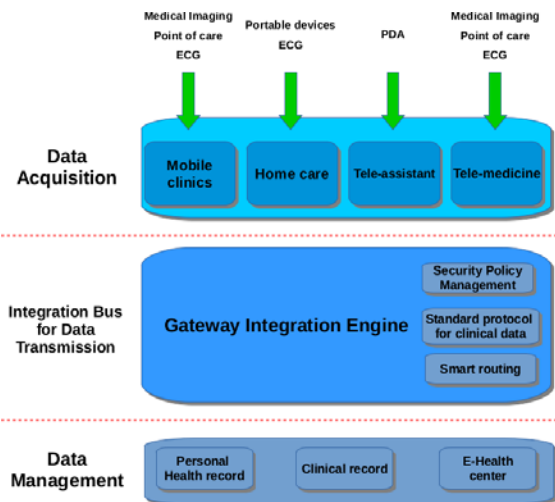 Medical Imaging
Point of care
ECG
Portable devices
ECG
PDA
Medical Imaging
Point of care
ECG
Data
Acquisition
Mobile
clinics
Home care
Tele-assistant
Tele-medicine
Integration Bus
for Data
Transmission
Gateway Integration Engine
Security Policy
Management
Standard protocol
for clinical data
Smart routing
Data
Management
Personal
Health record
Clinical record
E-Health
center